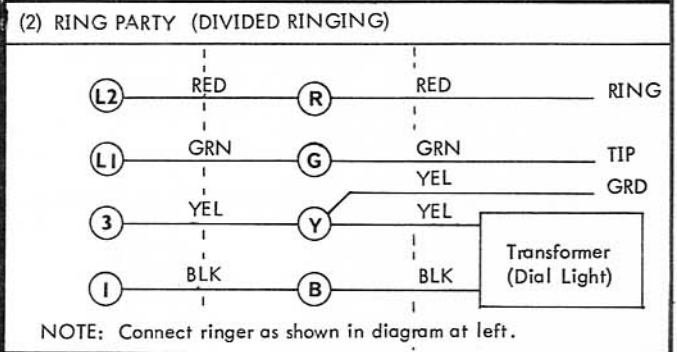 (2) RING PARTY (DIVIDED RINGING)
L2 RED R RED RING
L1 GRN G GRN TIP
YEL GRD
3 YEL Y YEL
Transformer
(Dial Light)
1 BLK B BLK
NOTE: Connect ringer as shown in diagram at left.